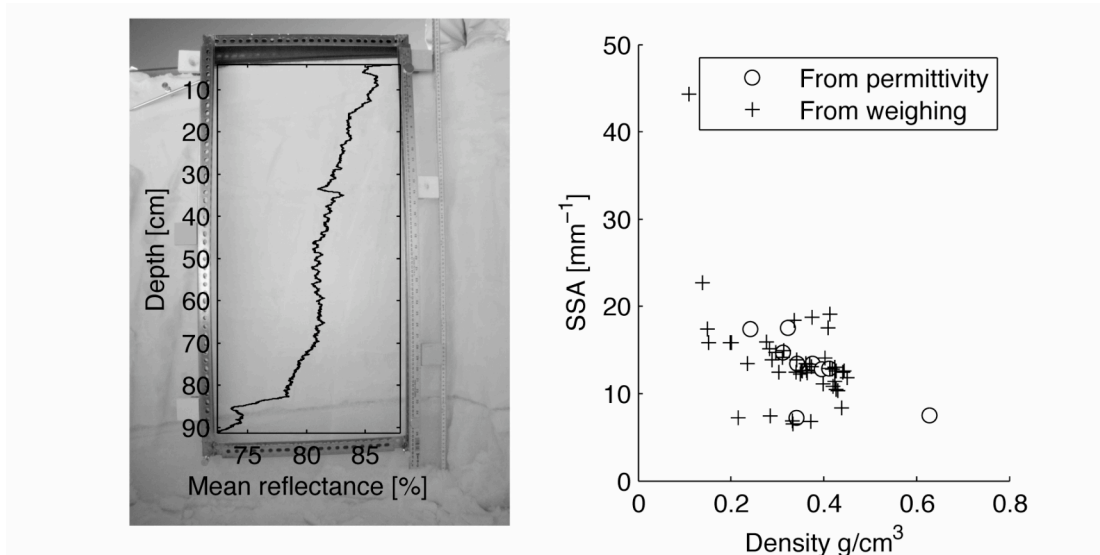 10
20
30
40
50
60
70
80
90
Depth [cm]
75 80 85
Mean reflectance [%]
50
40
30
20
10
0
SSA [mm⁻¹]
From permittivity
From weighing
0 0.2 0.4 0.6 0.8
Density g/cm³